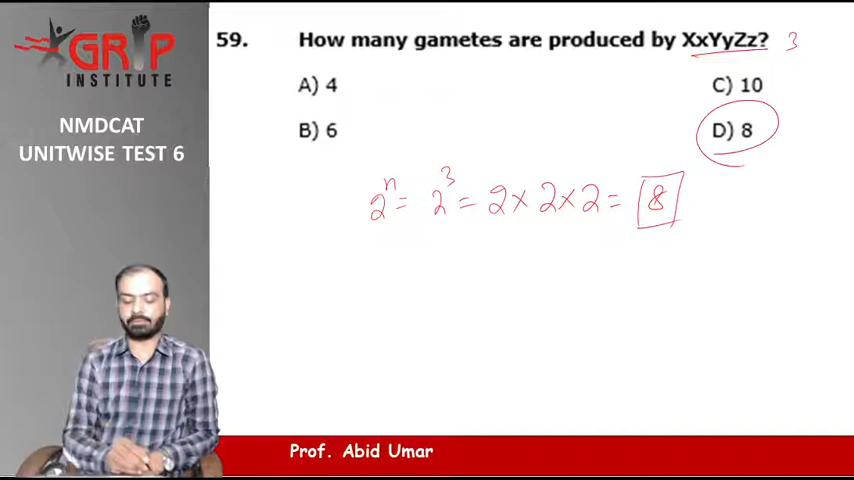 GRIP
INSTITUTE
NMDCAT
UNITWISE TEST 6
59. How many gametes are produced by XxYyZz? 3
A) 4
C) 10
B) 6
D) 8
2ⁿ = 2³ = 2 × 2 × 2 = 8
Prof. Abid Umar